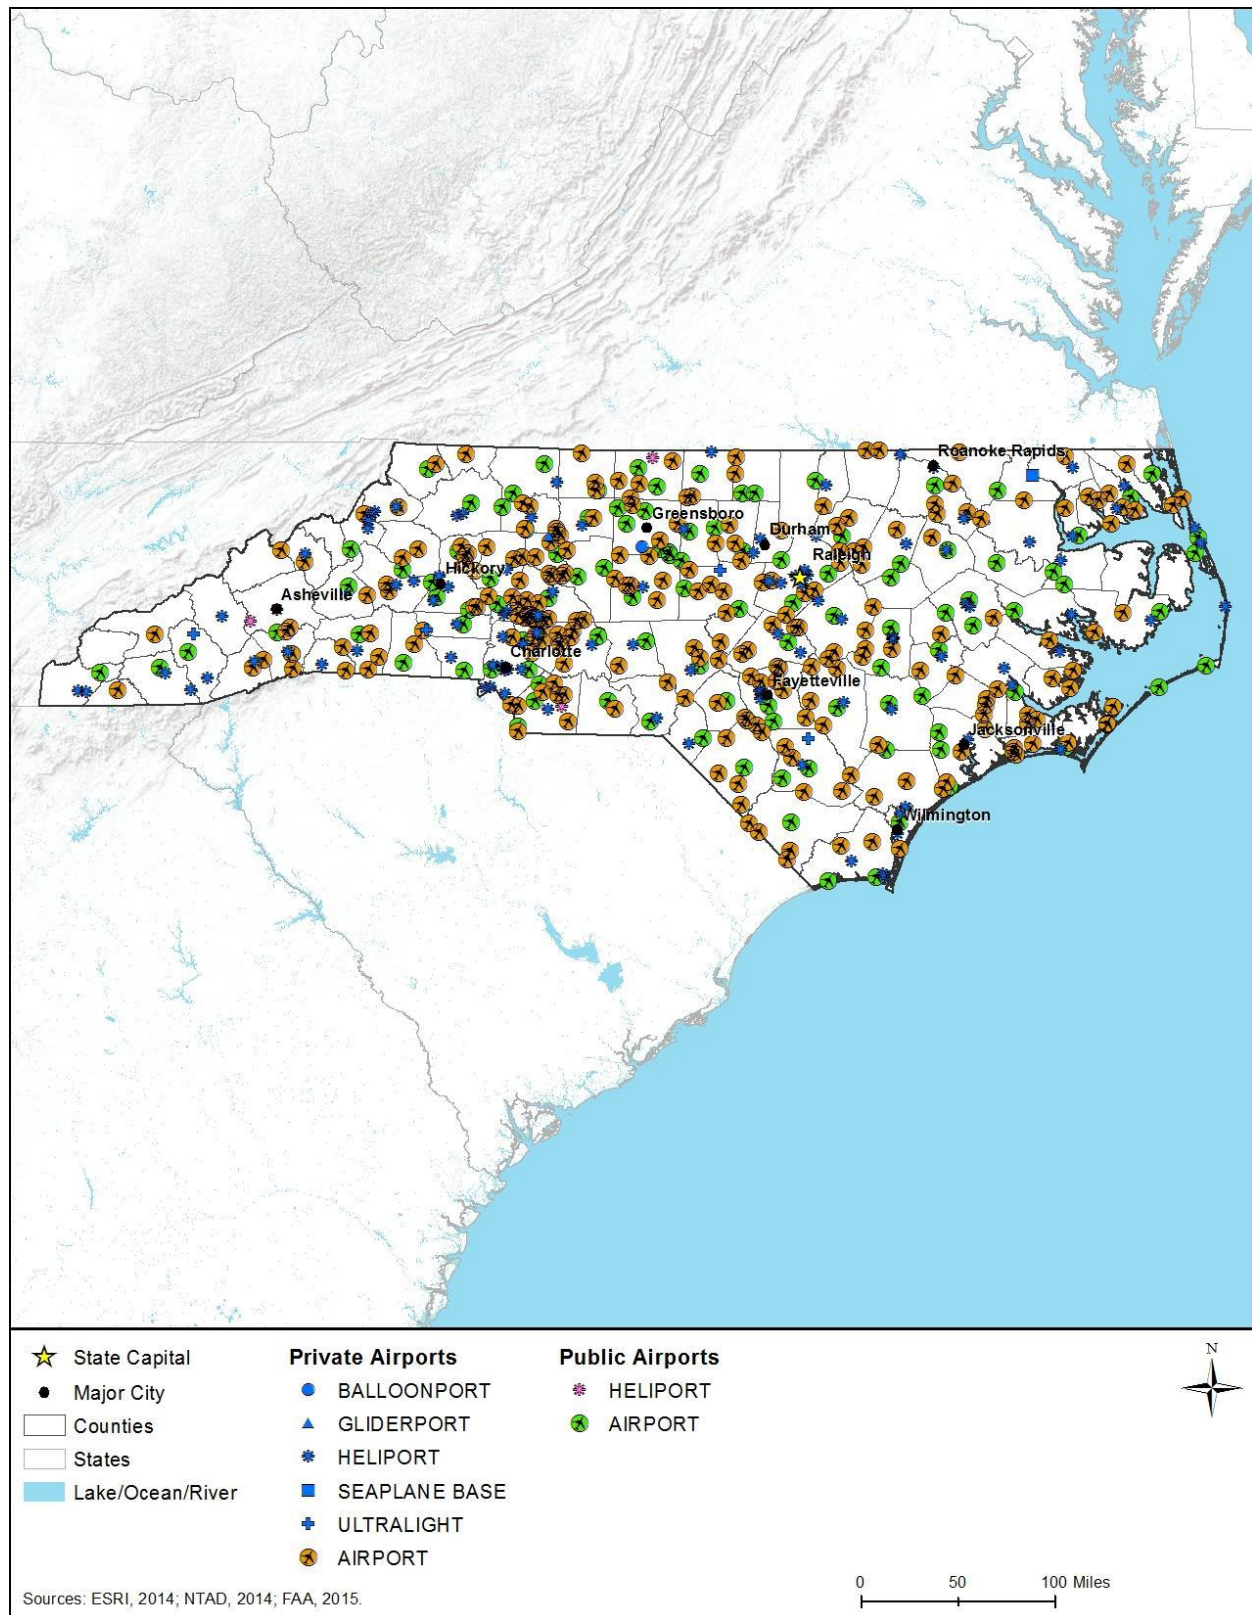 Roanoke Rapids
Greensboro
Durham
Raleigh
Hickory
Asheville
Charlotte
Fayetteville
Jacksonville
Wilmington
State Capital
Major City
Counties
States
Lake/Ocean/River
Private Airports
BALLOONPORT
GLIDERPORT
HELIPORT
SEAPLANE BASE
ULTRALIGHT
AIRPORT
Public Airports
HELIPORT
AIRPORT
N
0 50 100 Miles
Sources: ESRI, 2014; NTAD, 2014; FAA, 2015.